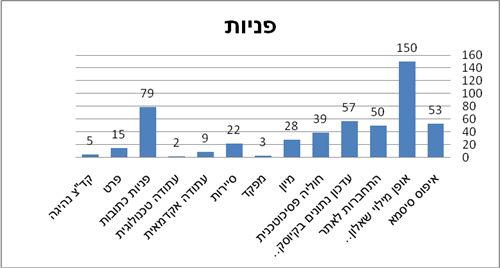 פניות
160
140
120
100
80
60
40
20
0
53
150
50
57
39
28
3
22
9
2
79
15
5
איפוס סיסמא
אופן מילוי שאלון..
התחברות לאתר
עדכון נתונים בקיוסק..
חוליה פסיכוטכנית
מיון
מפקד
סיירות
עתודה אקדמאית
עתודה טכנולוגית
פניות כתובות
פרט
קד"צ נהיגה